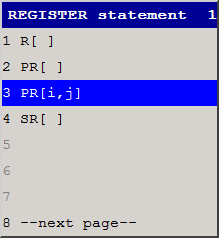 REGISTER statement 1
1 R[ ]
2 PR[ ]
3 PR[i,j]
4 SR[ ]
5
6
7
8 --next page--